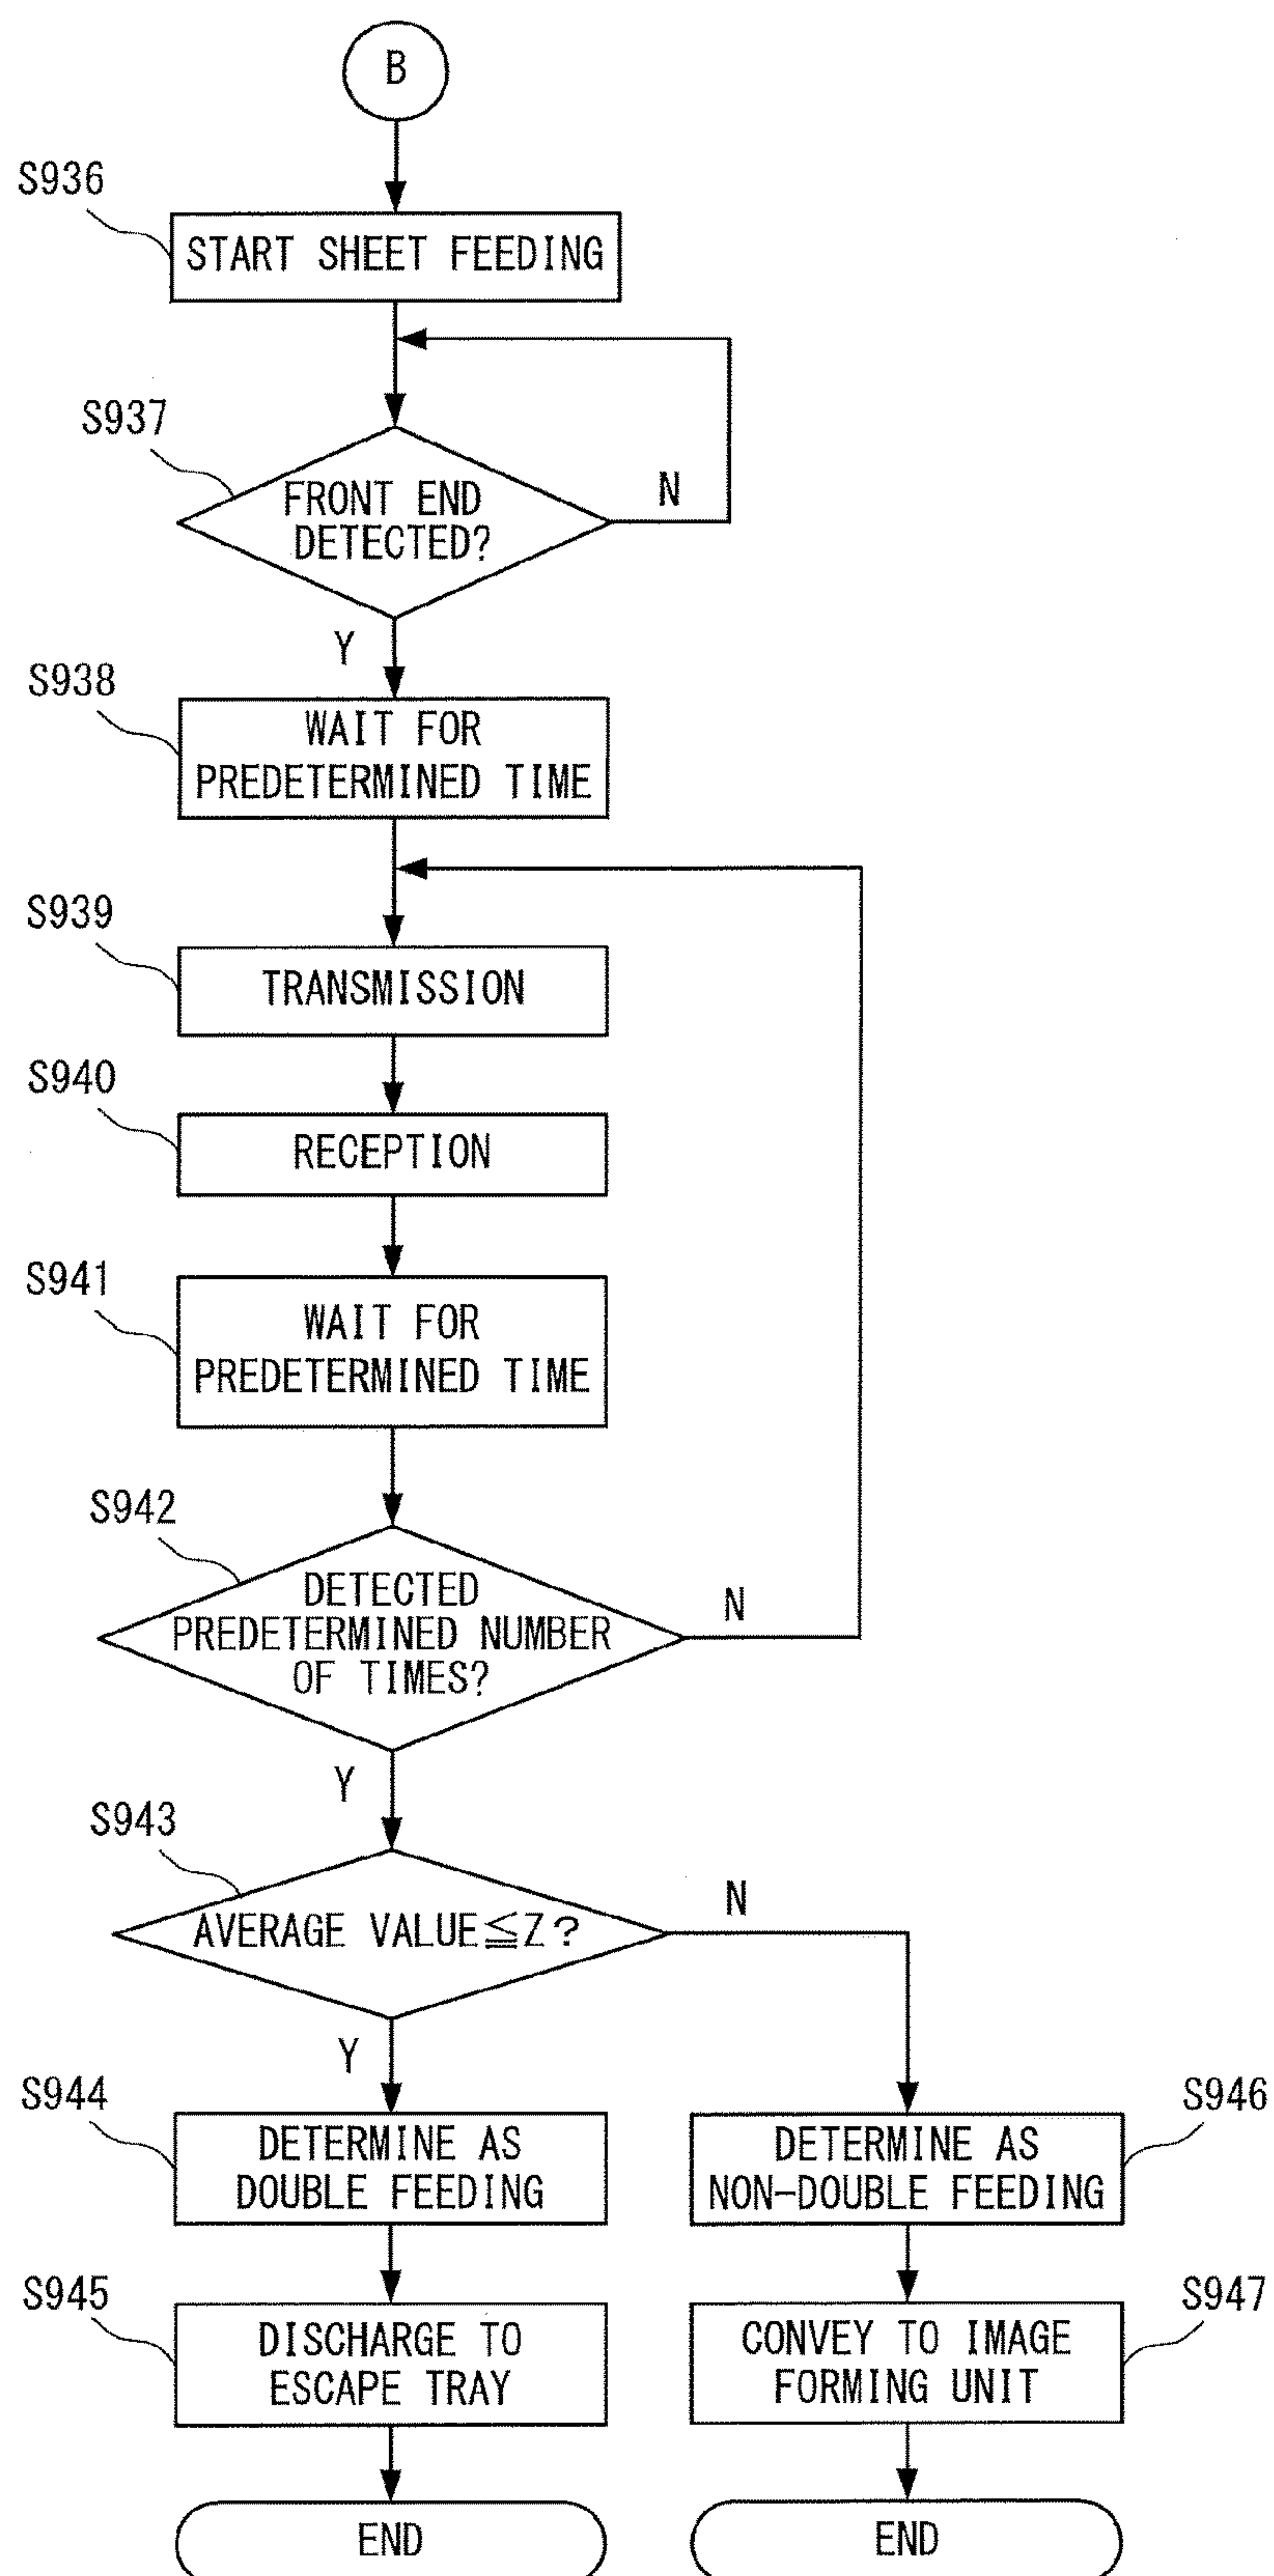 B
S936
START SHEET FEEDING
S937
FRONT END
DETECTED?
N
Y
S938
WAIT FOR
PREDETERMINED TIME
S939
TRANSMISSION
S940
RECEPTION
S941
WAIT FOR
PREDETERMINED TIME
S942
DETECTED
PREDETERMINED NUMBER
OF TIMES?
N
Y
S943
AVERAGE VALUE≦Z?
N
Y
S944
DETERMINE AS
DOUBLE FEEDING
S946
DETERMINE AS
NON-DOUBLE FEEDING
S945
DISCHARGE TO
ESCAPE TRAY
S947
CONVEY TO IMAGE
FORMING UNIT
END
END